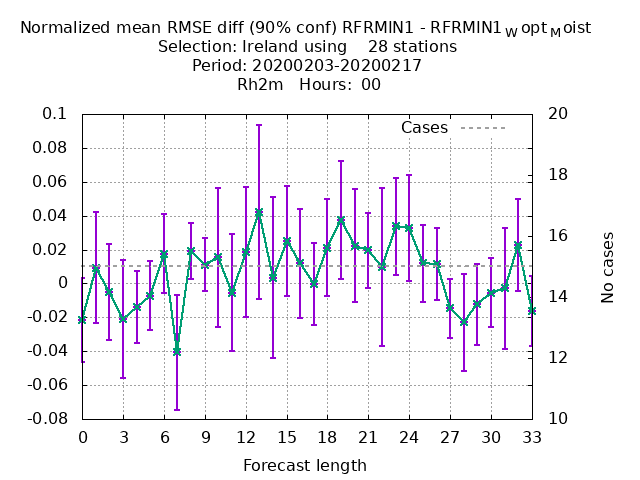 Normalized mean RMSE diff (90% conf) RFRMIN1 - RFRMIN1WoptMoist
Selection: Ireland using 28 stations
Period: 20200203-20200217
Rh2m Hours: 00
Cases
0.1
0.08
0.06
0.04
0.02
0
-0.02
-0.04
-0.06
-0.08
20
18
16
14
12
10
No cases
0 3 6 9 12 15 18 21 24 27 30 33
Forecast length